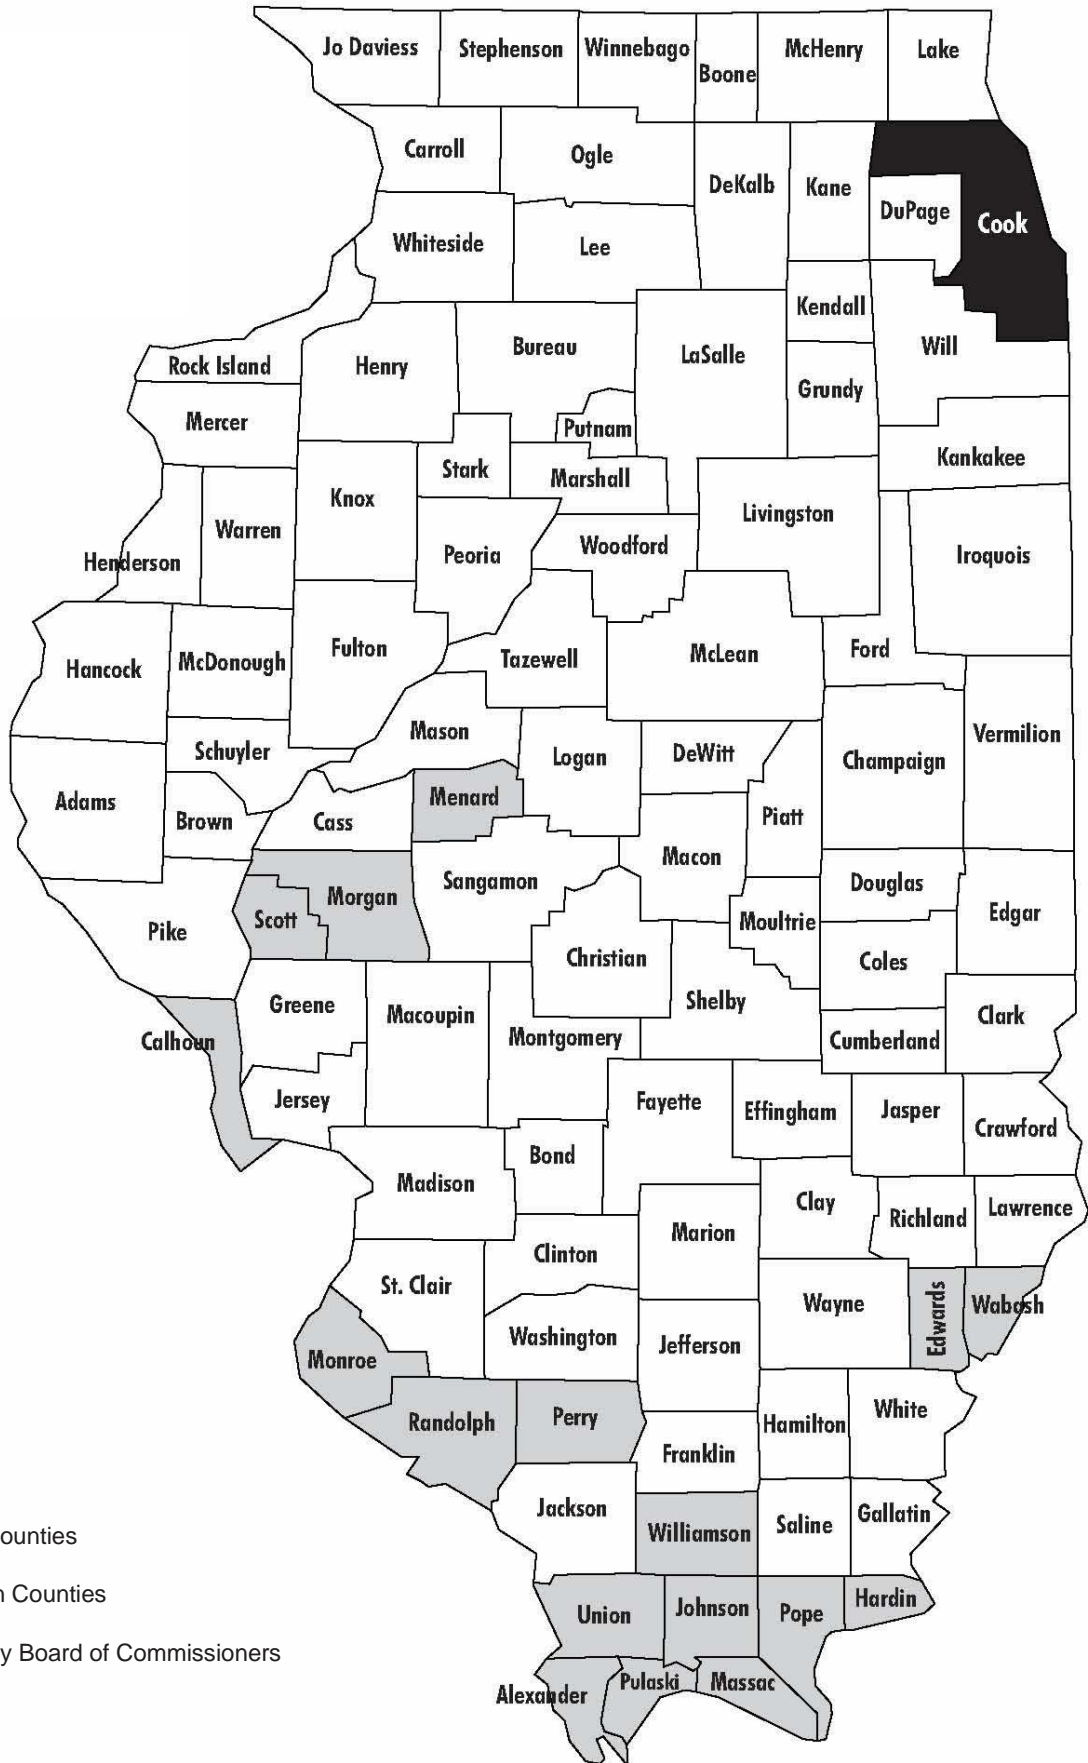 Jo Daviess
Stephenson
Winnebago
Boone
McHenry
Lake
Carroll
Ogle
DeKalb
Kane
DuPage
Cook
Whiteside
Lee
Kendall
Will
Rock Island
Henry
Bureau
LaSalle
Grundy
Mercer
Putnam
Kankakee
Stark
Marshall
Knox
Warren
Livingston
Henderson
Peoria
Woodford
Iroquois
Hancock
McDonough
Fulton
Tazewell
McLean
Ford
Schuyler
Mason
Logan
DeWitt
Champaign
Vermilion
Adams
Brown
Cass
Menard
Piatt
Macon
Sangamon
Morgan
Scott
Pike
Douglas
Moultrie
Edgar
Christian
Coles
Shelby
Greene
Macoupin
Montgomery
Calhoun
Cumberland
Clark
Jersey
Fayette
Effingham
Jasper
Crawford
Bond
Madison
Clay
Richland
Lawrence
Marion
Clinton
St. Clair
Wayne
Edwards
Wabash
Washington
Jefferson
Monroe
Randolph
Perry
Hamilton
White
Franklin
Jackson
Williamson
Saline
Gallatin
Union
Johnson
Pope
Hardin
Alexander
Pulaski
Massac
ounties
n Counties
y Board of Commissioners